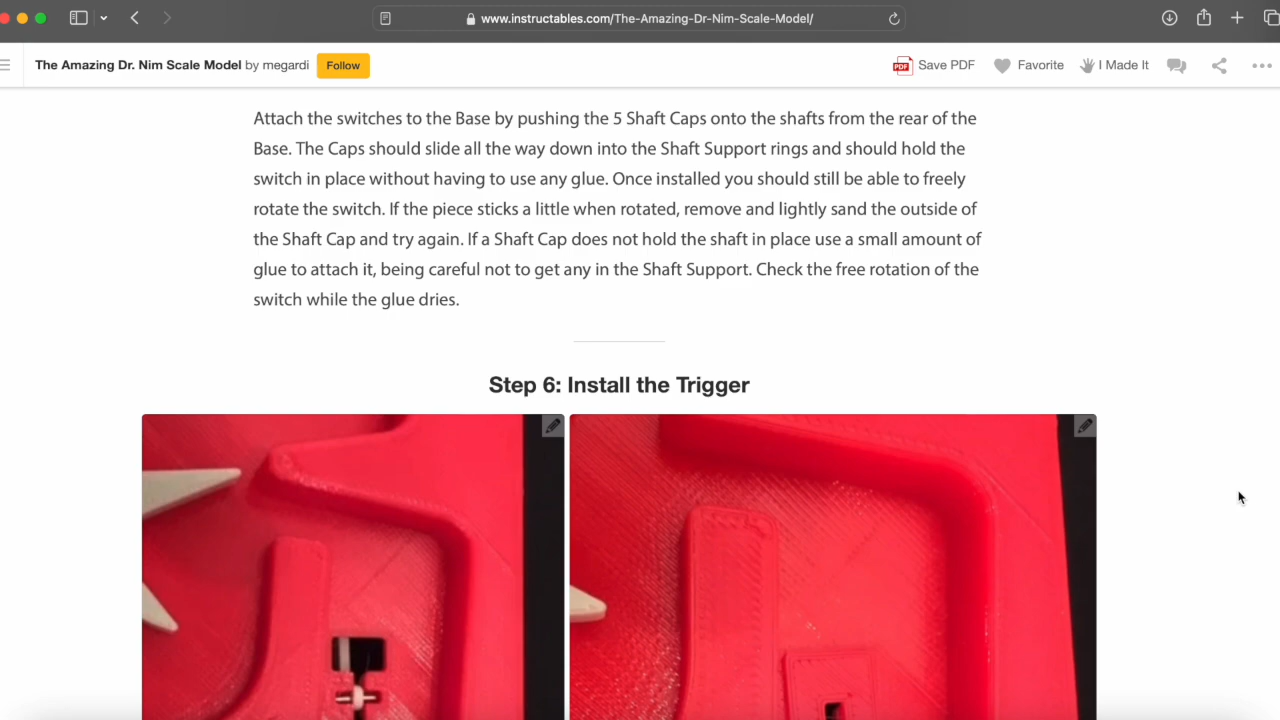 www.instructables.com/The-Amazing-Dr-Nim-Scale-Model/
The Amazing Dr. Nim Scale Model by megardi Follow PDF Save PDF Favorite I Made It
Attach the switches to the Base by pushing the 5 Shaft Caps onto the shafts from the rear of the
Base. The Caps should slide all the way down into the Shaft Support rings and should hold the
switch in place without having to use any glue. Once installed you should still be able to freely
rotate the switch. If the piece sticks a little when rotated, remove and lightly sand the outside of
the Shaft Cap and try again. If a Shaft Cap does not hold the shaft in place use a small amount of
glue to attach it, being careful not to get any in the Shaft Support. Check the free rotation of the
switch while the glue dries.
Step 6: Install the Trigger